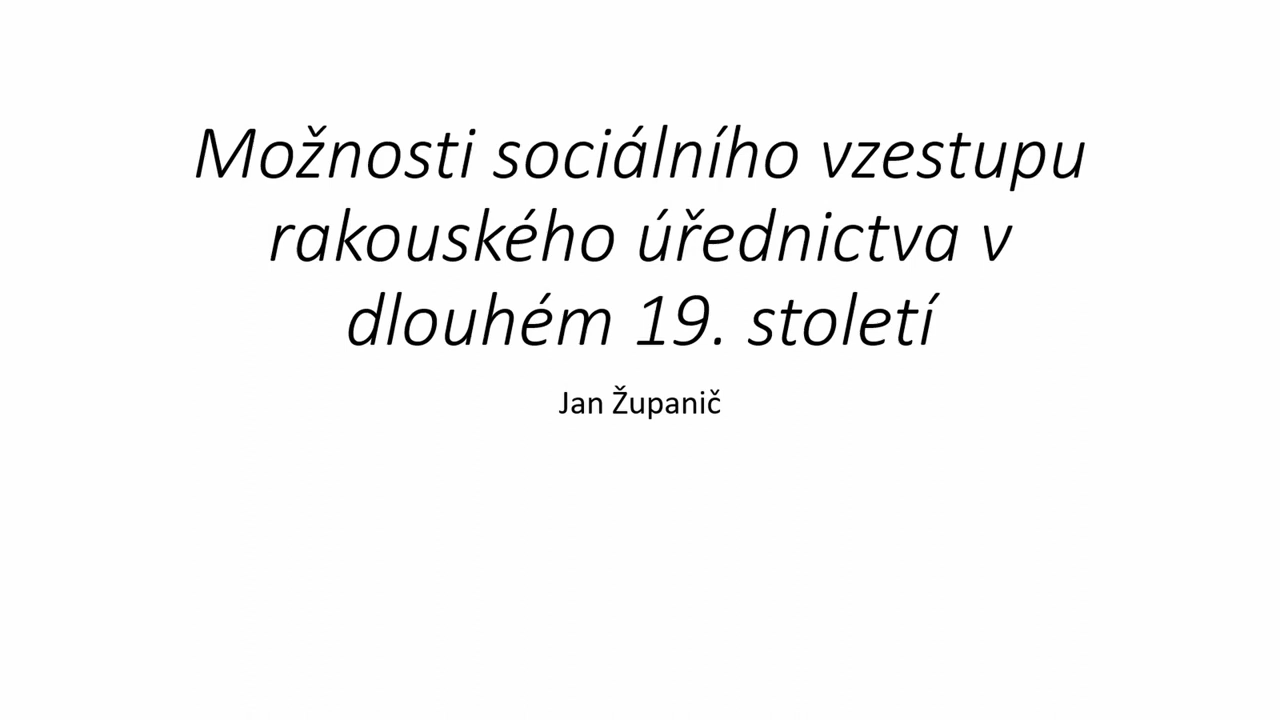 Možnosti sociálního vzestupu
rakouského úřednictva v
dlouhém 19. století
Jan Županič